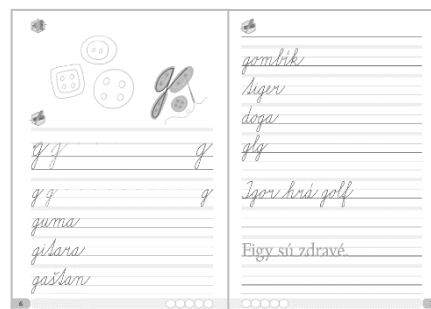 g g g
g g g
guma
gitara
gaštan
6
gombík
tiger
doga
glg
Igor hrá golf.
Figy sú zdravé.